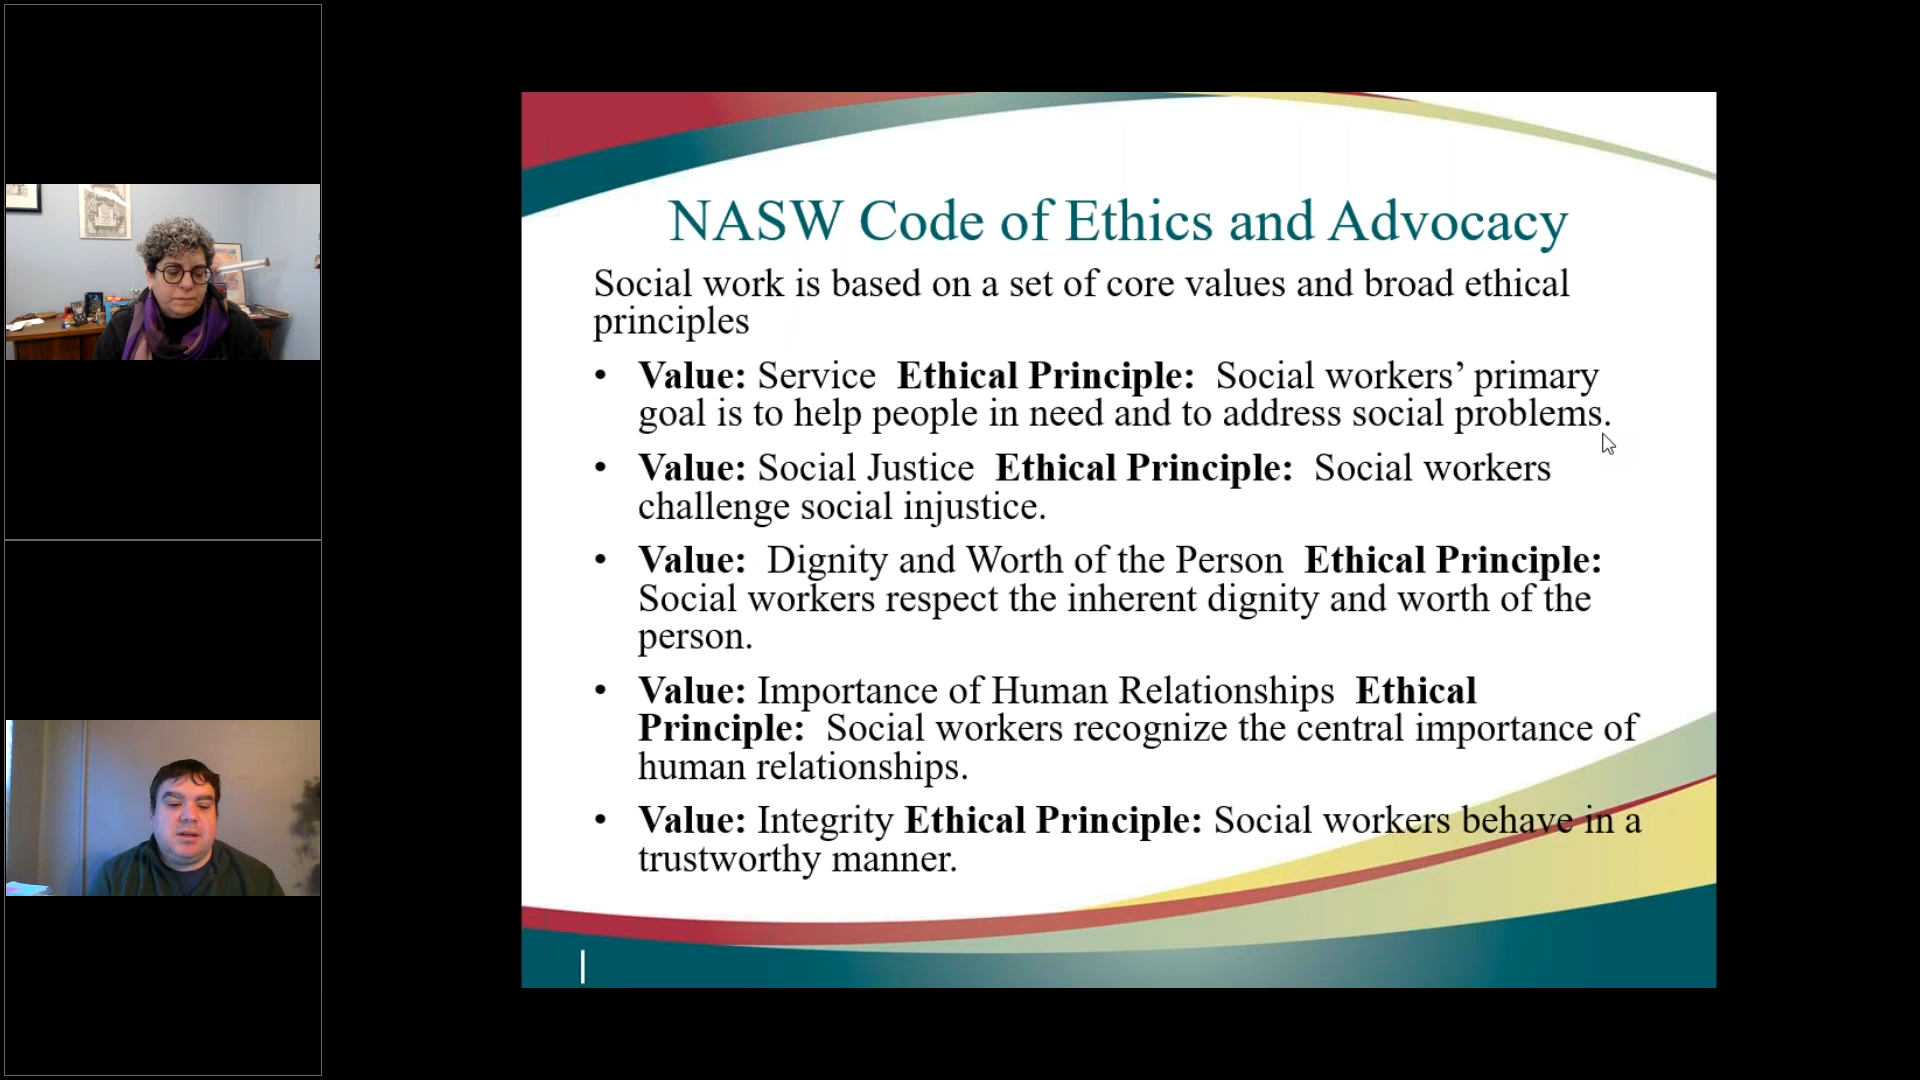 NASW Code of Ethics and Advocacy
Social work is based on a set of core values and broad ethical
principles
• Value: Service Ethical Principle: Social workers’ primary
goal is to help people in need and to address social problems.
• Value: Social Justice Ethical Principle: Social workers
challenge social injustice.
• Value: Dignity and Worth of the Person Ethical Principle:
Social workers respect the inherent dignity and worth of the
person.
• Value: Importance of Human Relationships Ethical
Principle: Social workers recognize the central importance of
human relationships.
• Value: Integrity Ethical Principle: Social workers behave in a
trustworthy manner.